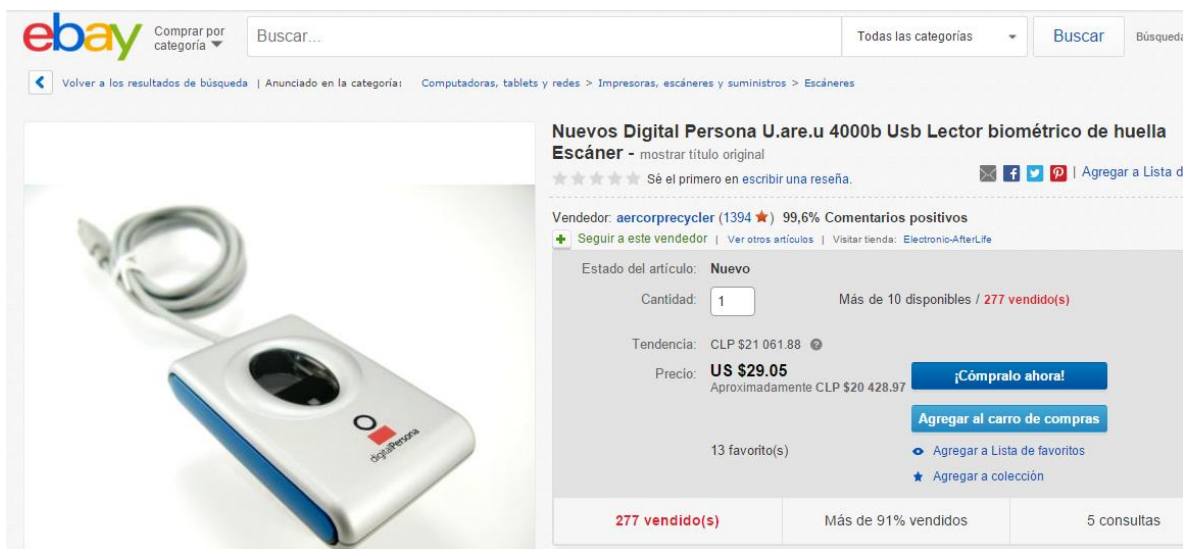 ebay
Comprar por
categoría
Buscar...
Todas las categorías
Buscar
Búsqueda
Volver a los resultados de búsqueda | Anunciado en la categoría: Computadoras, tablets y redes > Impresoras, escáneres y suministros > Escáneres
Nuevos Digital Persona U.are.u 4000b Usb Lector biométrico de huella
Escáner - mostrar título original
Sé el primero en escribir una reseña.
| Agregar a Lista d
Vendedor: aercorprecycler (1394 ) 99,6% Comentarios positivos
+ Seguir a este vendedor | Ver otros artículos | Visitar tienda: Electronic-AfterLife
Estado del artículo: Nuevo
Cantidad: 1 Más de 10 disponibles / 277 vendido(s)
Tendencia: CLP $21 061.88
Precio: US $29.05
Aproximadamente CLP $20 428.97
¡Cómpralo ahora!
Agregar al carro de compras
13 favorito(s)
Agregar a Lista de favoritos
Agregar a colección
277 vendido(s)
Más de 91% vendidos
5 consultas
digitalPersona